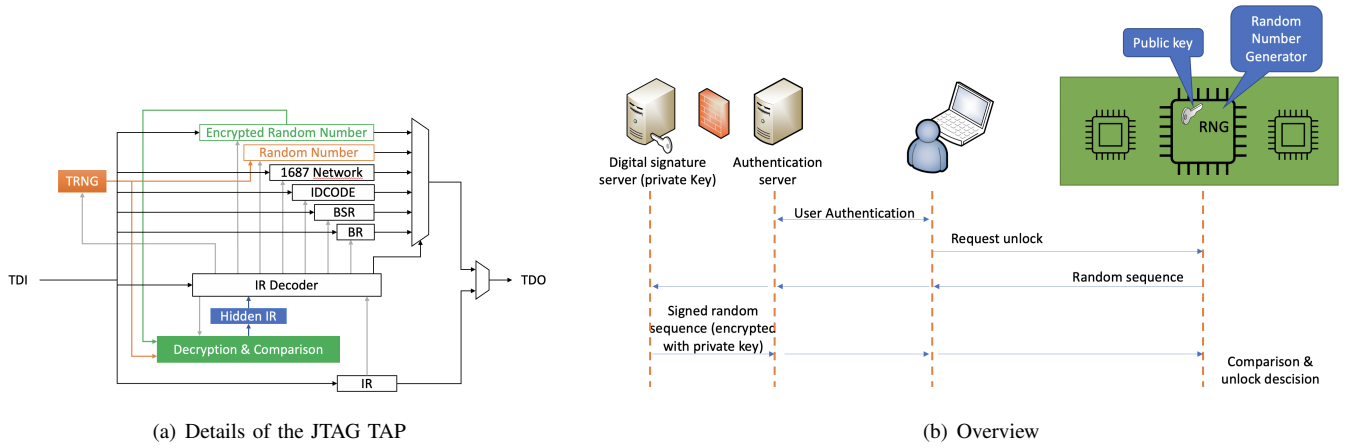 Encrypted Random Number
Random Number
TRNG
1687 Network
IDCODE
BSR
BR
TDI
IR Decoder
TDO
Hidden IR
Decryption & Comparison
IR
(a) Details of the JTAG TAP
Public key
Random
Number
Generator
RNG
Digital signature
server (private Key)
Authentication
server
User Authentication
Request unlock
Random sequence
Signed random
sequence (encrypted
with private key)
Comparison &
unlock descision
(b) Overview